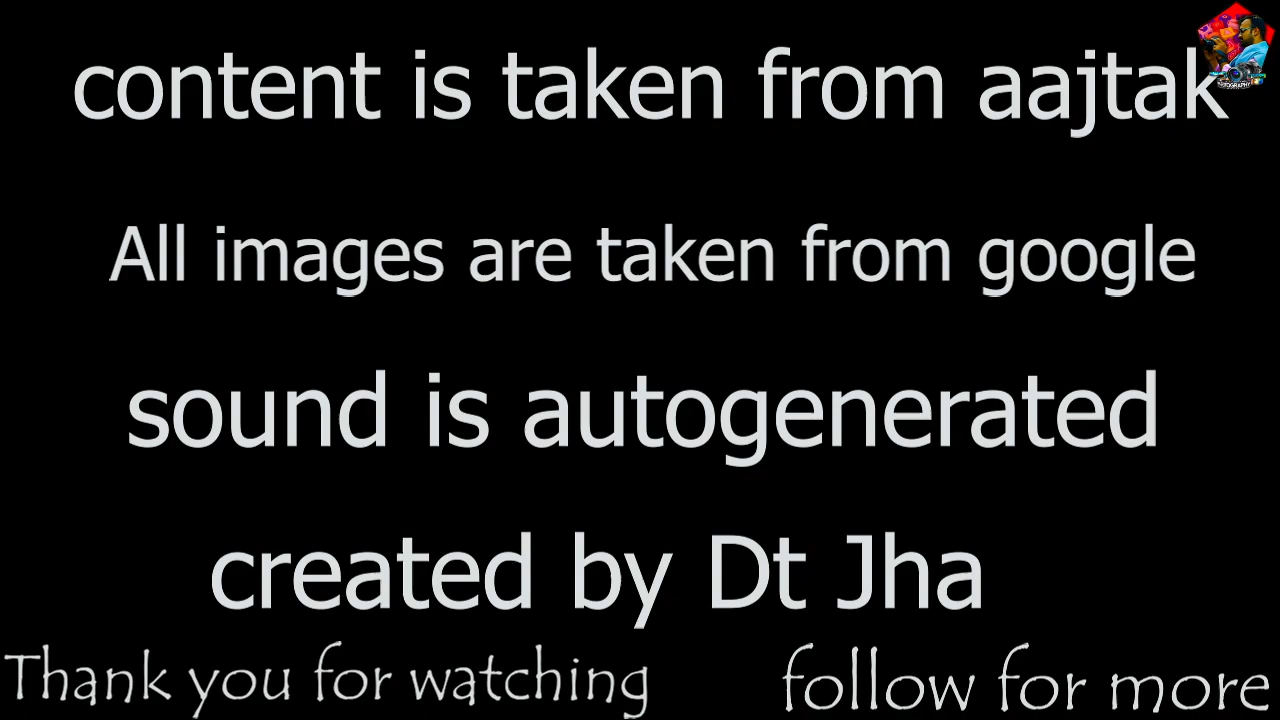 content is taken from aajtak
All images are taken from google
sound is autogenerated
created by Dt Jha
Thank you for watching follow for more